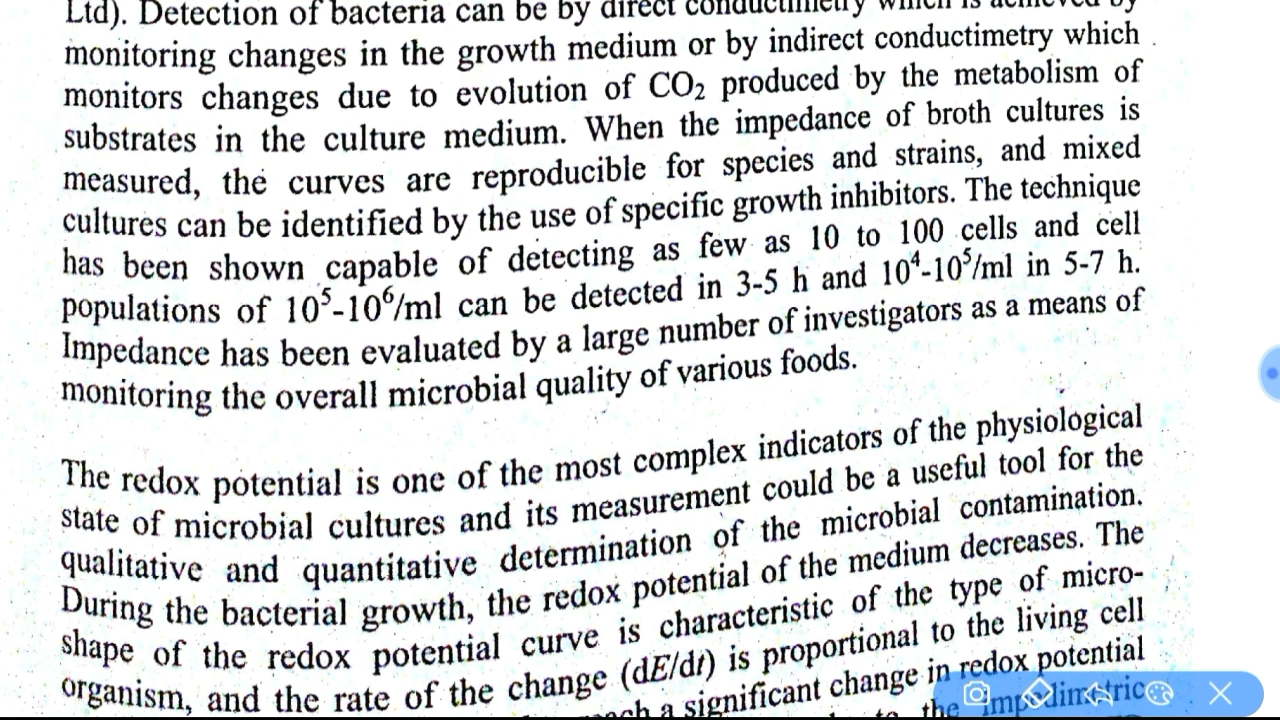 Ltd). Detection of bacteria can be by direct conductimetry which is achieved by
monitoring changes in the growth medium or by indirect conductimetry which
monitors changes due to evolution of CO₂ produced by the metabolism of
substrates in the culture medium. When the impedance of broth cultures is
measured, the curves are reproducible for species and strains, and mixed
cultures can be identified by the use of specific growth inhibitors. The technique
has been shown capable of detecting as few as 10 to 100 cells and cell
populations of 10⁵-10⁶/ml can be detected in 3-5 h and 10⁴-10⁵/ml in 5-7 h.
Impedance has been evaluated by a large number of investigators as a means of
monitoring the overall microbial quality of various foods.
The redox potential is one of the most complex indicators of the physiological
state of microbial cultures and its measurement could be a useful tool for the
qualitative and quantitative determination of the microbial contamination.
During the bacterial growth, the redox potential of the medium decreases. The
shape of the redox potential curve is characteristic of the type of micro-
organism, and the rate of the change (dE/dt) is proportional to the living cell
a significant change in redox potential
the impedimetric